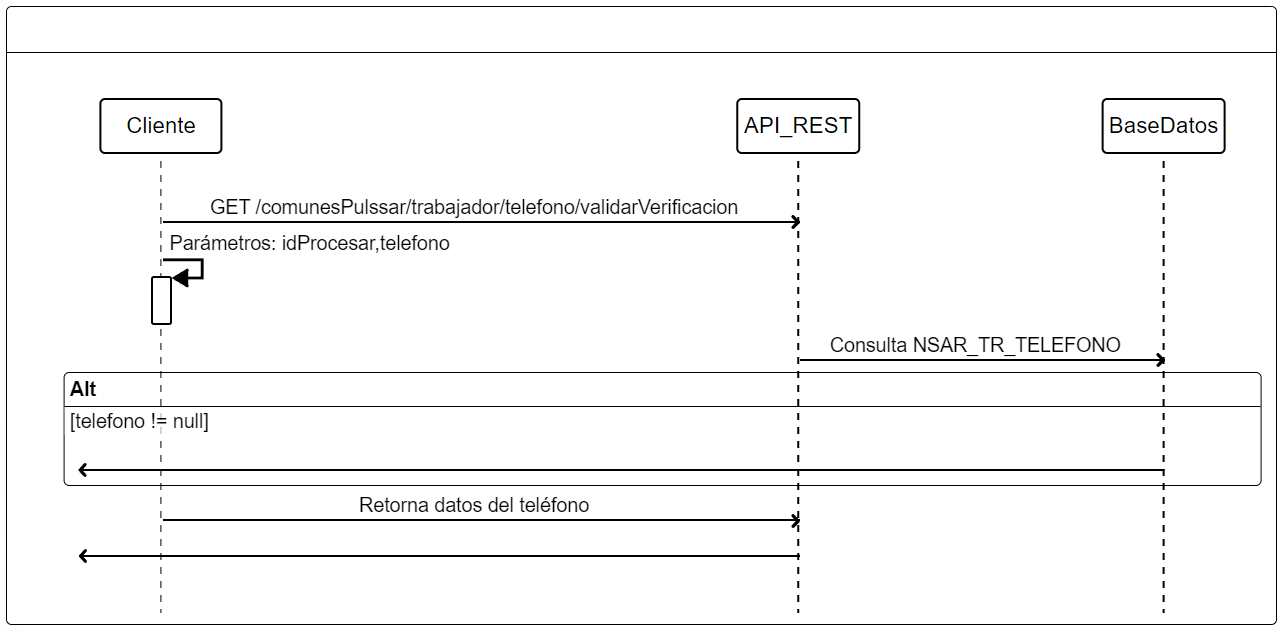 Cliente
API_REST
BaseDatos
GET /comunesPulssar/trabajador/telefono/validarVerificacion
Parámetros: idProcesar,telefono
Consulta NSAR_TR_TELEFONO
Alt
[telefono != null]
Retorna datos del teléfono